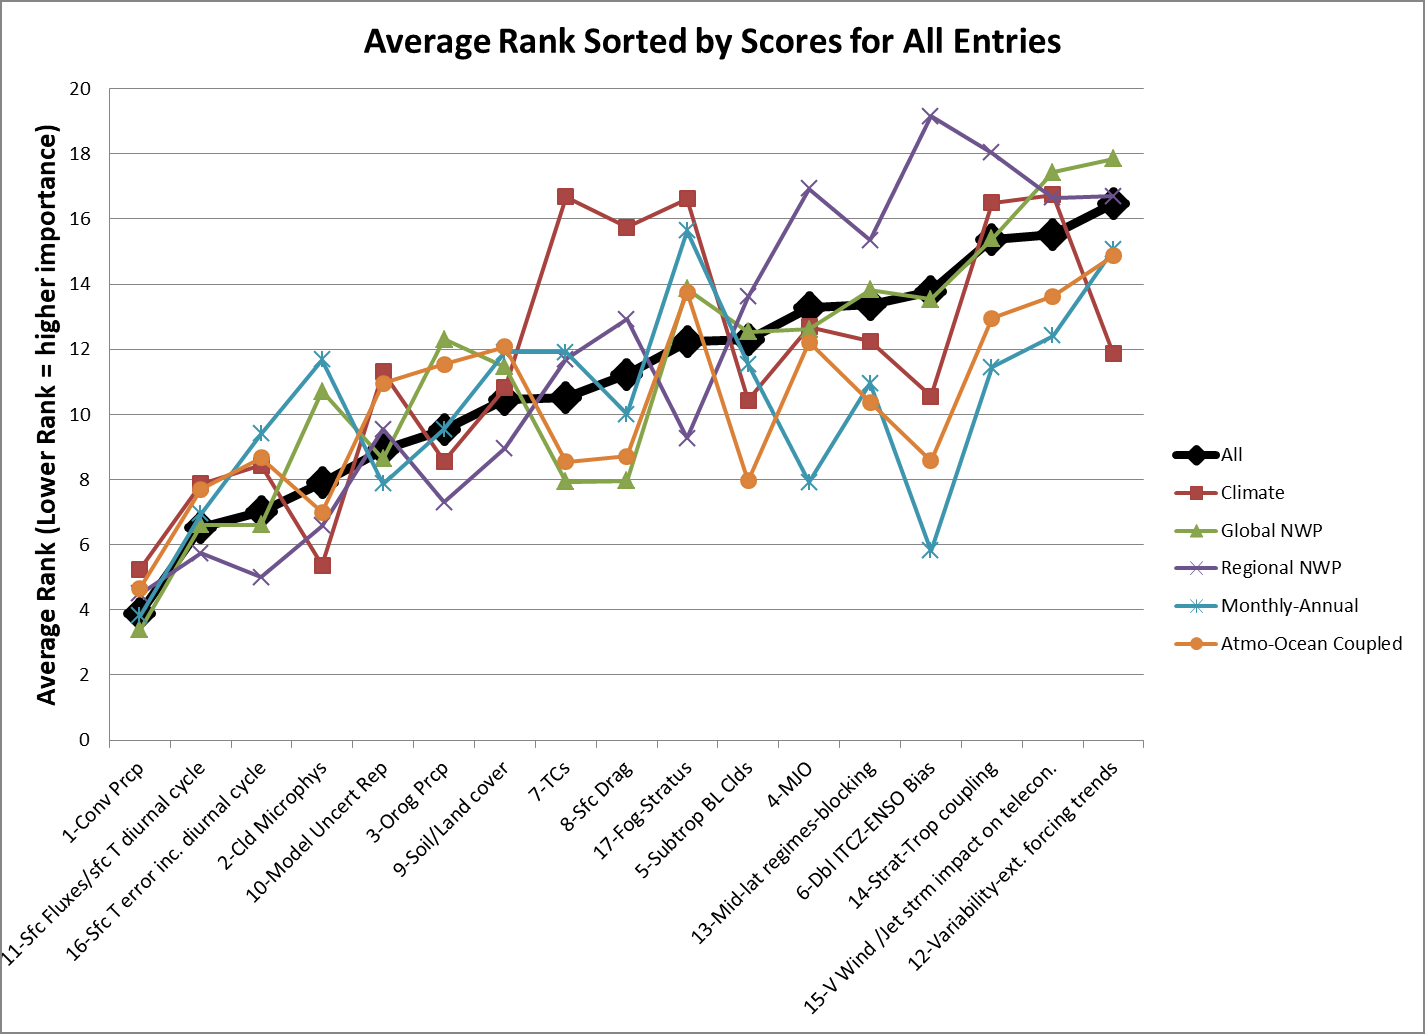 Average Rank Sorted by Scores for All Entries
Average Rank (Lower Rank = higher importance)
20
18
16
14
12
10
8
6
4
2
0
1-Conv Prcp
11-Sfc Fluxes/sfc T diurnal cycle
16-Sfc T error inc. diurnal cycle
2-Cld Microphys
10-Model Uncert Rep
3-Orog Prcp
9-Soil/Land cover
7-TCs
8-Sfc Drag
17-Fog-Stratus
5-Subtrop BL Clds
4-MJO
13-Mid-lat regimes-blocking
6-Dbl ITCZ-ENSO Bias
14-Strat-Trop coupling
15-V Wind /Jet strm impact on telecon.
12-Variability-ext. forcing trends
All
Climate
Global NWP
Regional NWP
Monthly-Annual
Atmo-Ocean Coupled